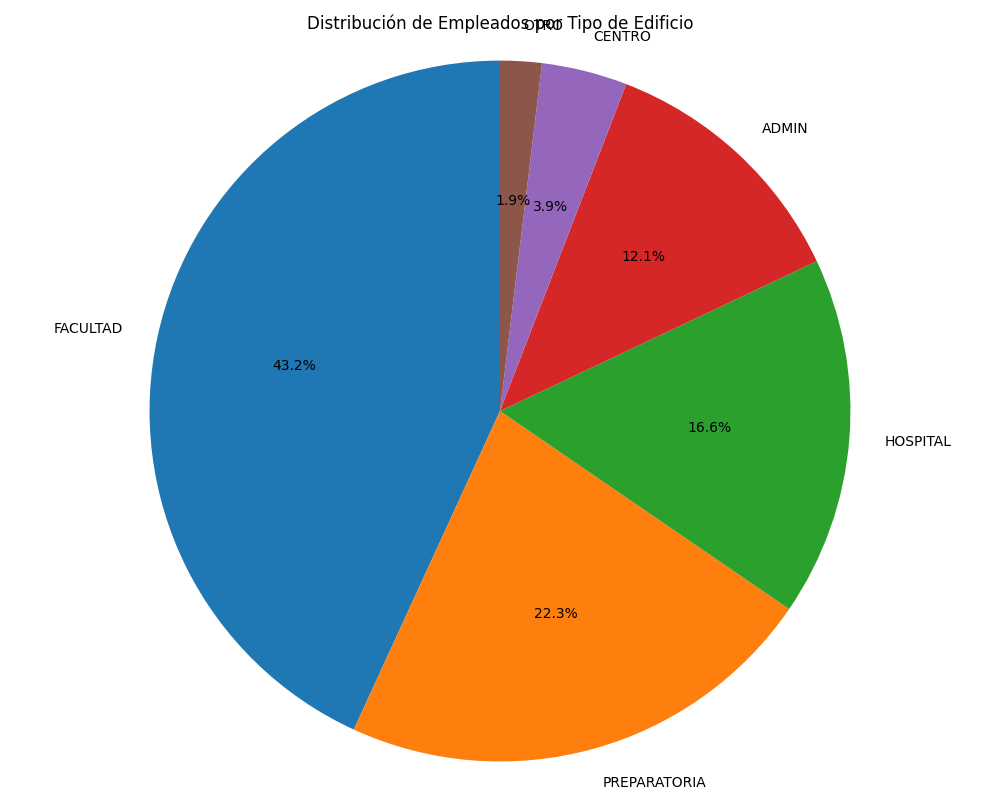 Distribución de Empleados por Tipo de Edificio
OTRO
CENTRO
ADMIN
1.9%
3.9%
12.1%
FACULTAD
43.2%
16.6%
HOSPITAL
22.3%
PREPARATORIA